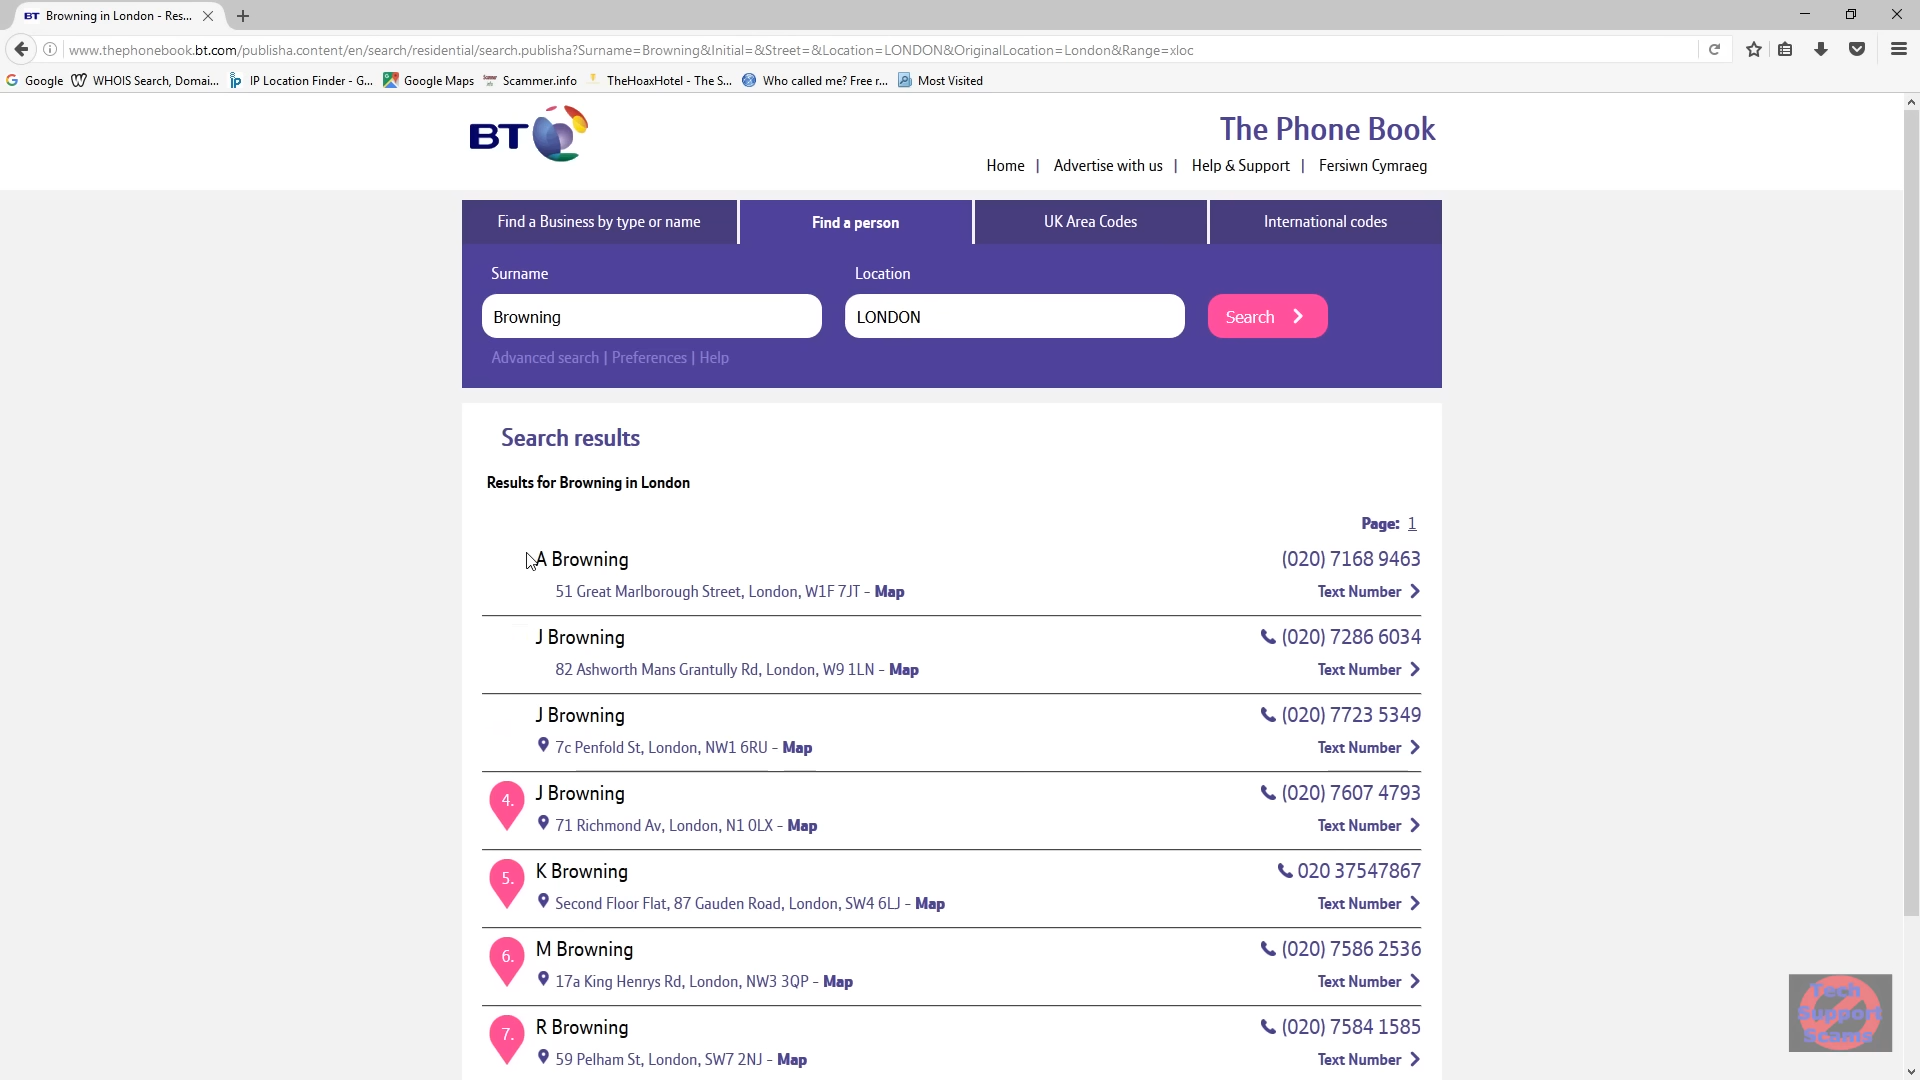 BT Browning in London - Res...
www.thephonebook.bt.com/publisha.content/en/search/residential/search.publisha?Surname=Browning&Initial=&Street=&Location=LONDON&OriginalLocation=London&Range=xloc
Google WHOIS Search, Domai... IP Location Finder - G... Google Maps Scammer.info TheHoaxHotel - The S... Who called me? Free r... Most Visited
BT
The Phone Book
Home | Advertise with us | Help & Support | Fersiwn Cymraeg
Find a Business by type or name Find a person UK Area Codes International codes
Surname Location
Browning LONDON Search
Advanced search | Preferences | Help
Search results
Results for Browning in London
Page: 1
A Browning (020) 7168 9463
51 Great Marlborough Street, London, W1F 7JT - Map Text Number
J Browning (020) 7286 6034
82 Ashworth Mans Grantully Rd, London, W9 1LN - Map Text Number
J Browning (020) 7723 5349
7c Penfold St, London, NW1 6RU - Map Text Number
4. J Browning (020) 7607 4793
71 Richmond Av, London, N1 0LX - Map Text Number
5. K Browning 020 37547867
Second Floor Flat, 87 Gauden Road, London, SW4 6LJ - Map Text Number
6. M Browning (020) 7586 2536
17a King Henrys Rd, London, NW3 3QP - Map Text Number
7. R Browning (020) 7584 1585
59 Pelham St, London, SW7 2NJ - Map Text Number
Tech
Support
Scams